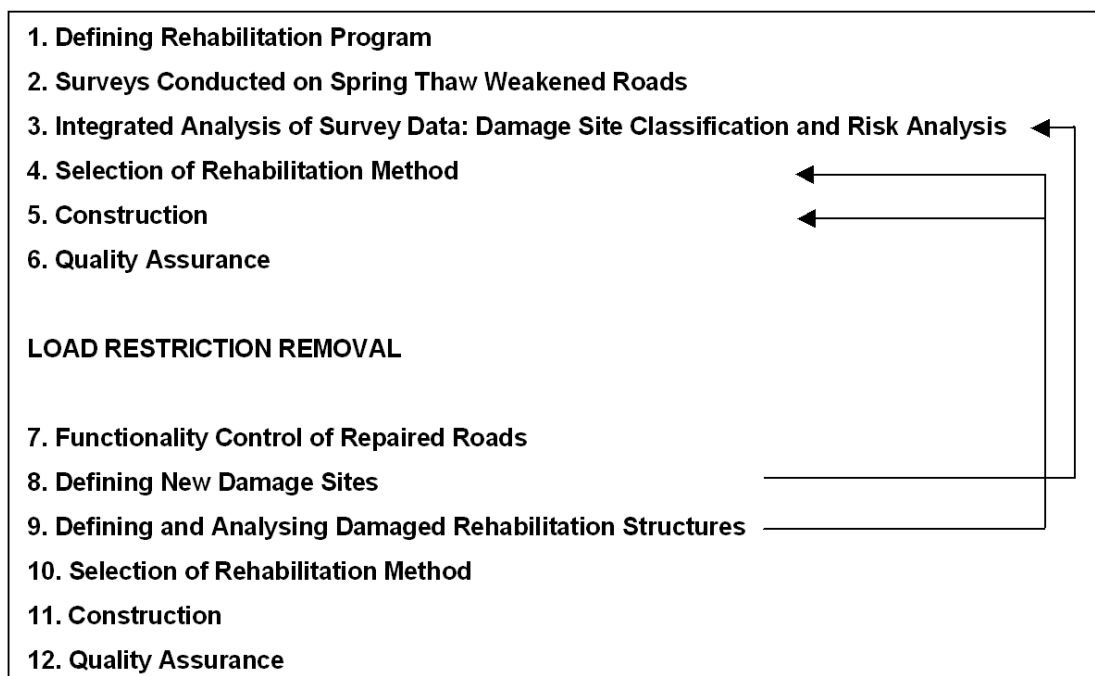 1. Defining Rehabilitation Program
2. Surveys Conducted on Spring Thaw Weakened Roads
3. Integrated Analysis of Survey Data: Damage Site Classification and Risk Analysis
4. Selection of Rehabilitation Method
5. Construction
6. Quality Assurance
LOAD RESTRICTION REMOVAL
7. Functionality Control of Repaired Roads
8. Defining New Damage Sites
9. Defining and Analysing Damaged Rehabilitation Structures
10. Selection of Rehabilitation Method
11. Construction
12. Quality Assurance